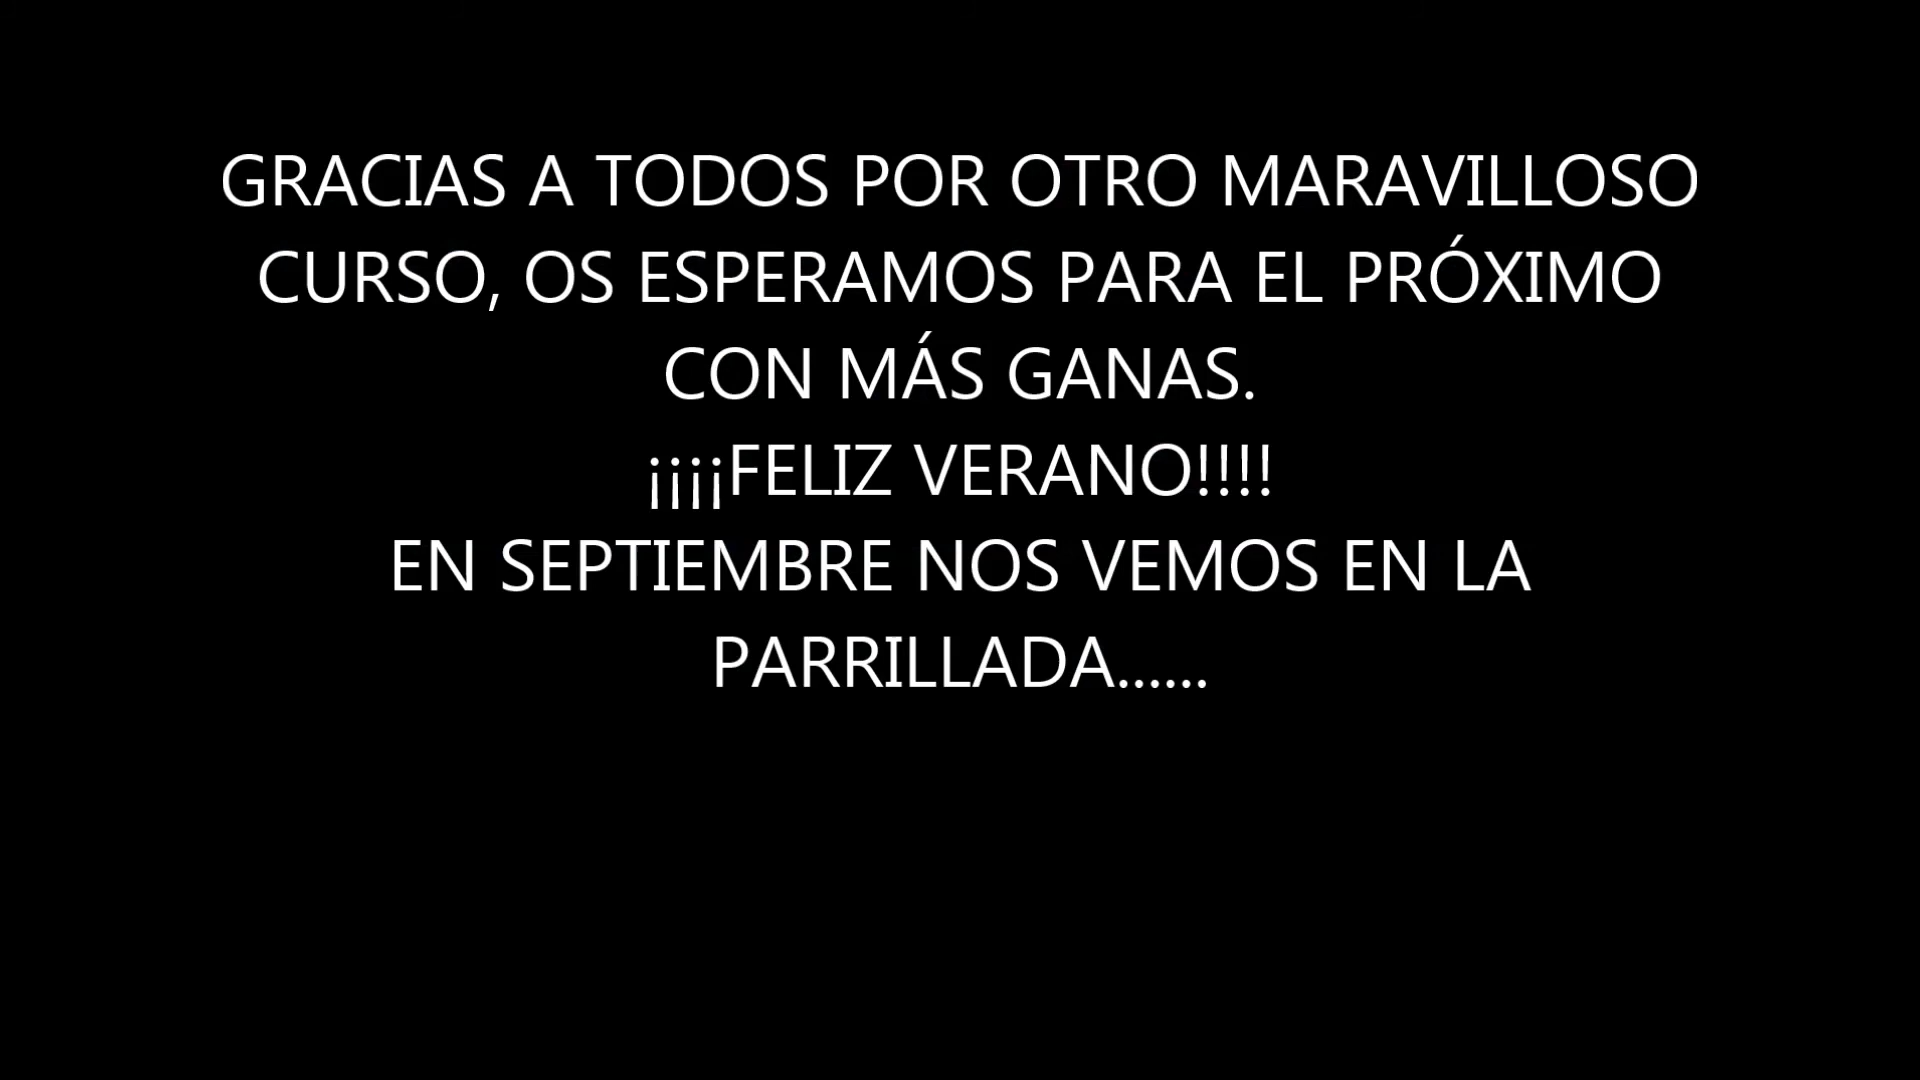 GRACIAS A TODOS POR OTRO MARAVILLOSO
CURSO, OS ESPERAMOS PARA EL PRÓXIMO
CON MÁS GANAS.
¡¡¡¡FELIZ VERANO!!!!
EN SEPTIEMBRE NOS VEMOS EN LA
PARRILLADA......